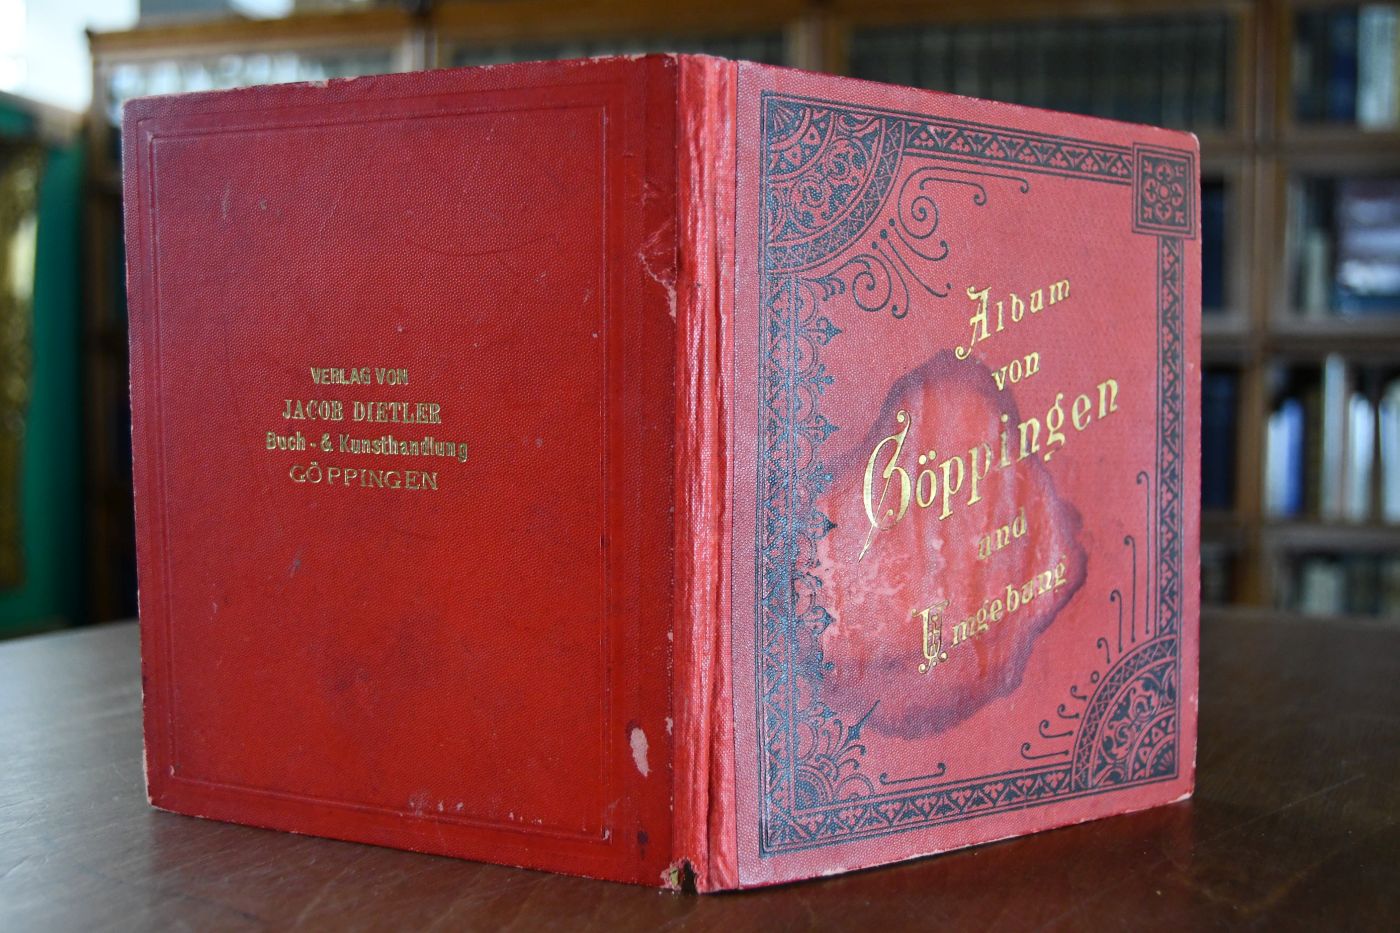 VERLAG VON
JACOB DIETLER
Buch- & Kunsthandlung
GÖPPINGEN
Album
von
Göppingen
und
Umgebung